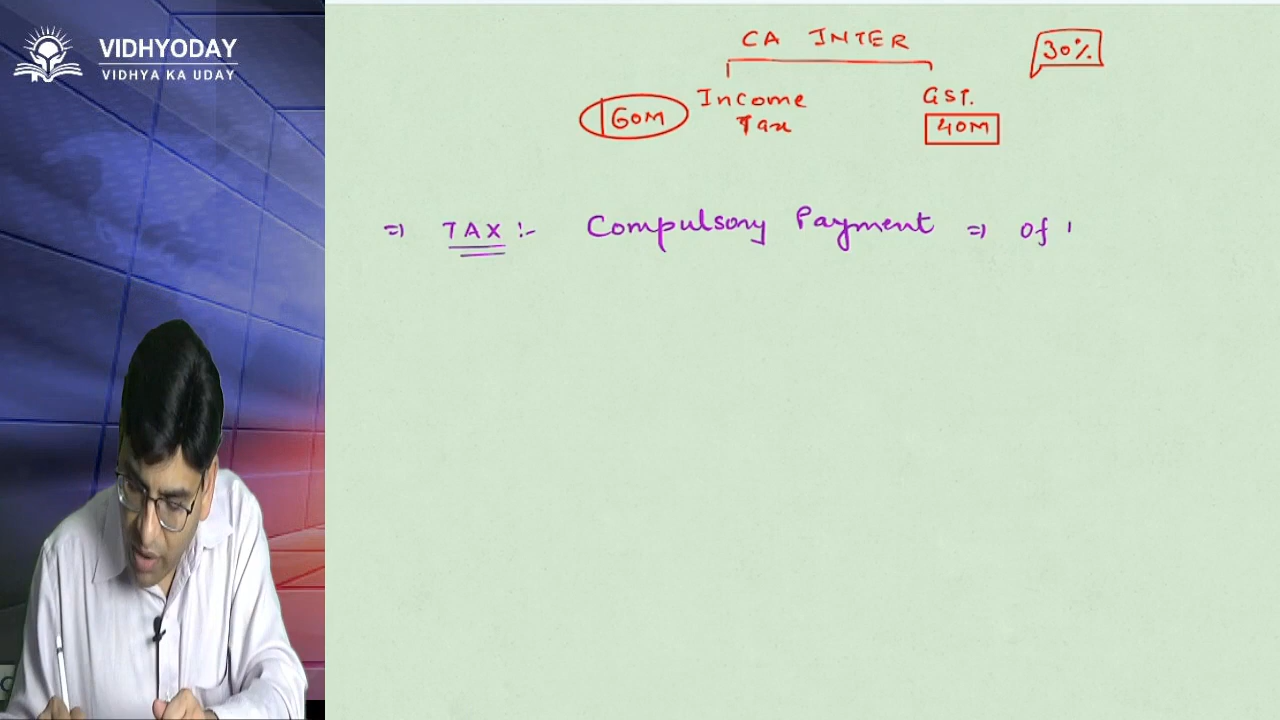 VIDHYODAY
VIDHYA KA UDAY
CA INTER
30%
60M
Income
Tax
GST.
40M
⇒ TAX :- Compulsory Payment ⇒ of